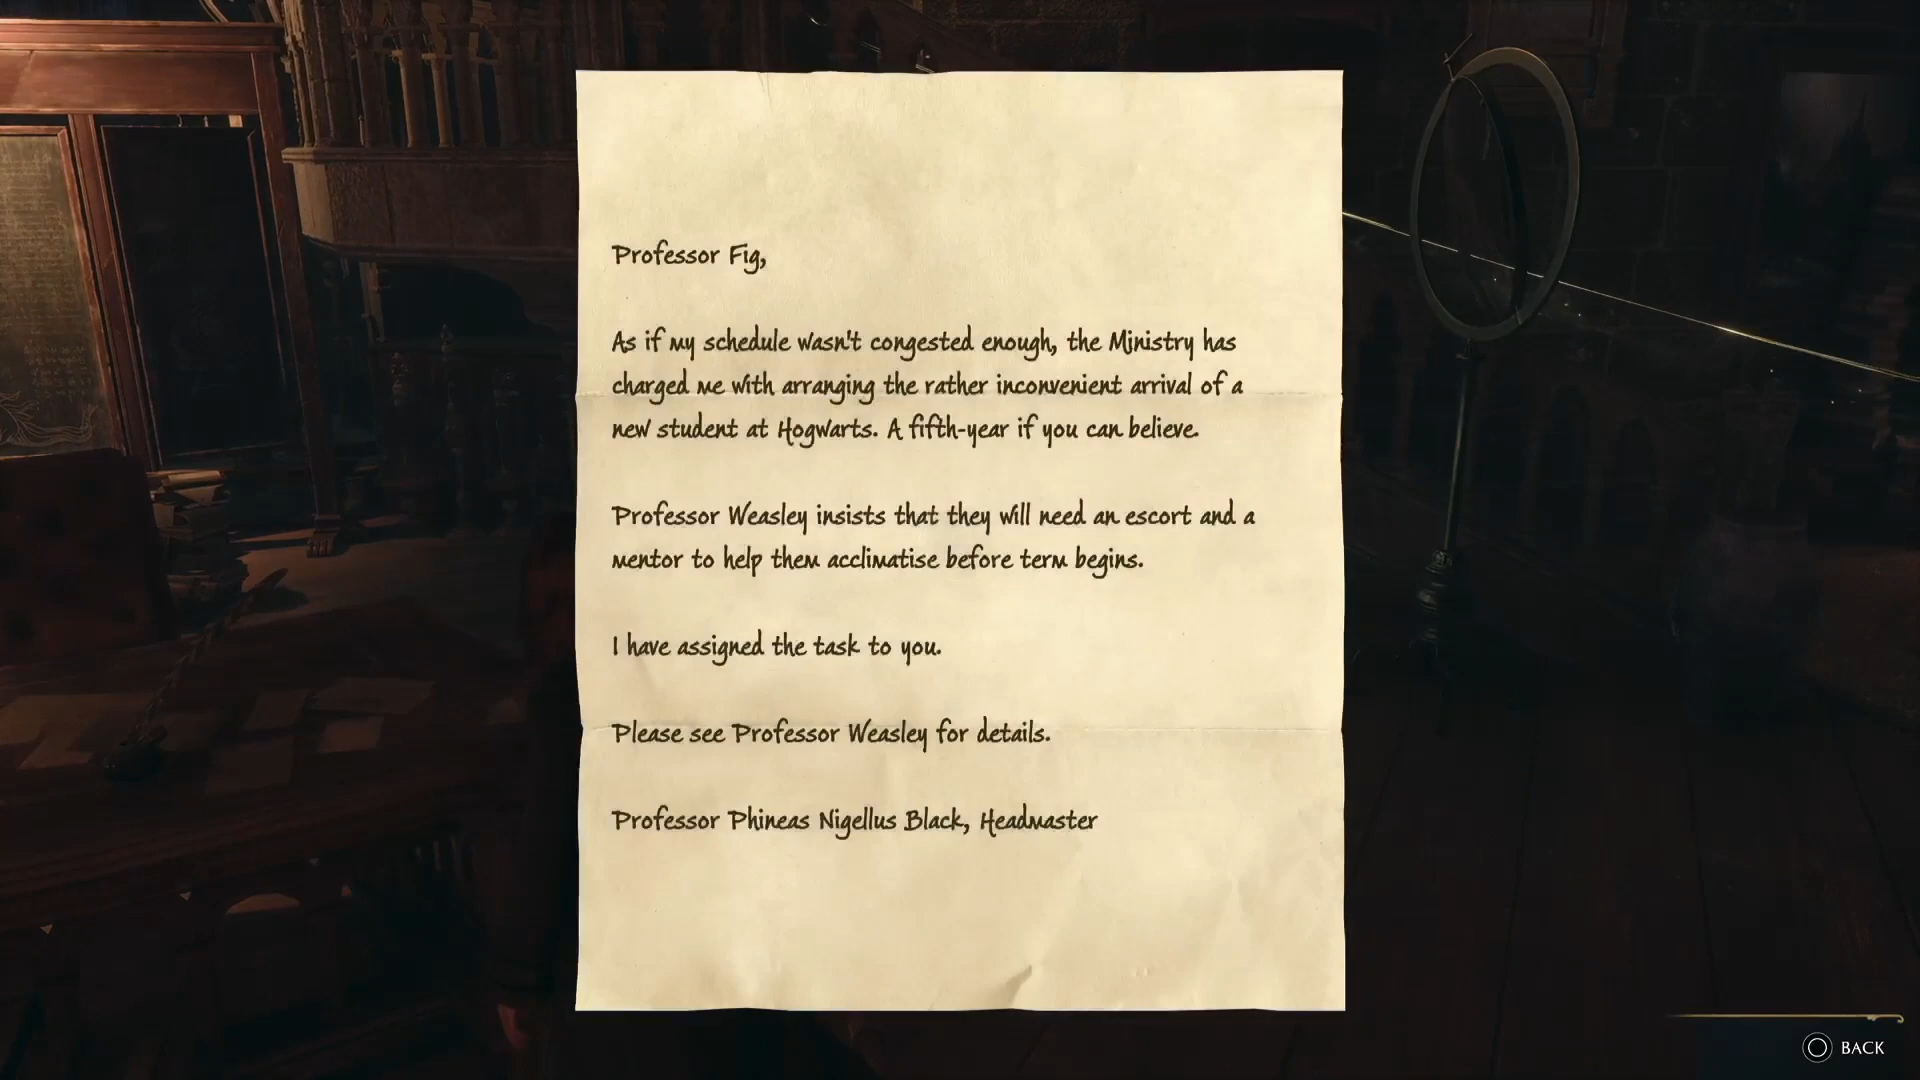 Professor Fig,
As if my schedule wasn't congested enough, the Ministry has
charged me with arranging the rather inconvenient arrival of a
new student at Hogwarts. A fifth-year if you can believe.
Professor Weasley insists that they will need an escort and a
mentor to help them acclimatise before term begins.
I have assigned the task to you.
Please see Professor Weasley for details.
Professor Phineas Nigellus Black, Headmaster
BACK